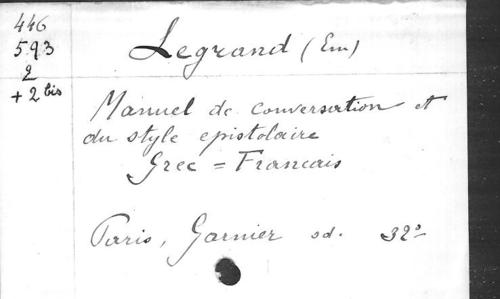 446
593
2
+ 2 bis
Legrand (Em)
Manuel de conversation et
du style epistolaire
Grec = Francais
Paris, Garnier sd. 32º